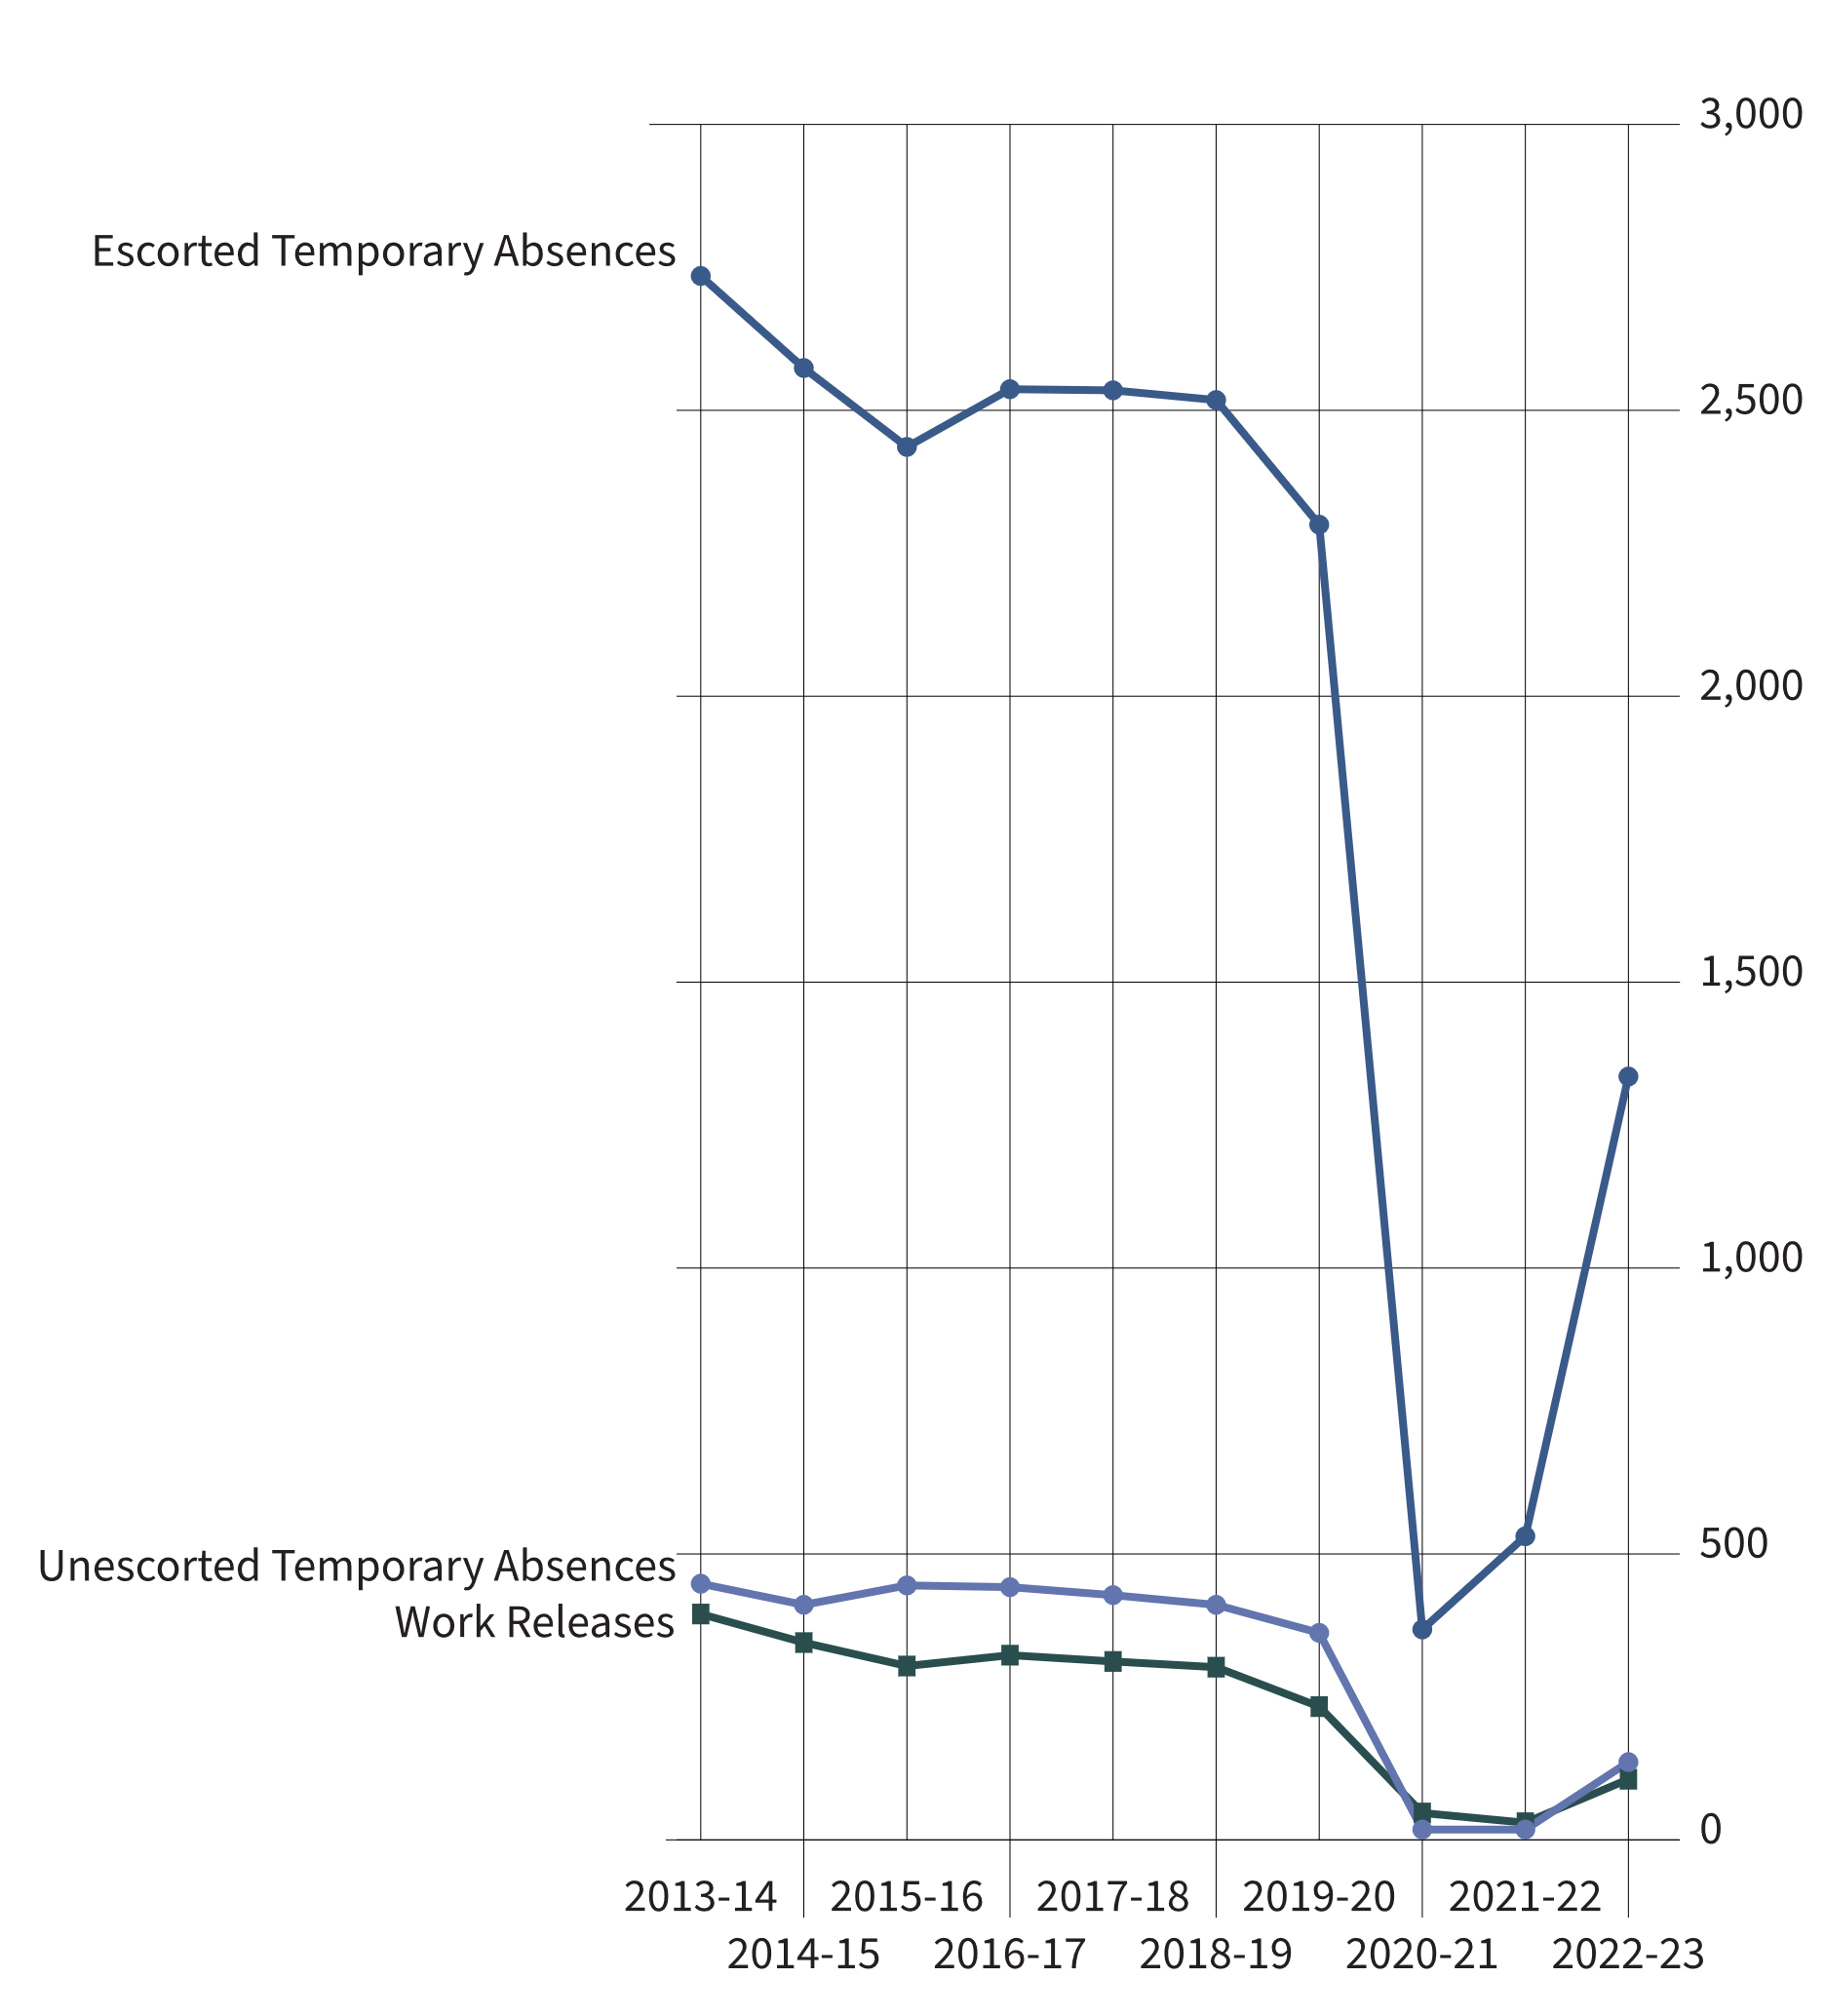 3,000
Escorted Temporary Absences
2,500
2,000
1,500
1,000
500
Unescorted Temporary Absences
Work Releases
0
2013-14 2015-16 2017-18 2019-20 2021-22
2014-15 2016-17 2018-19 2020-21 2022-23